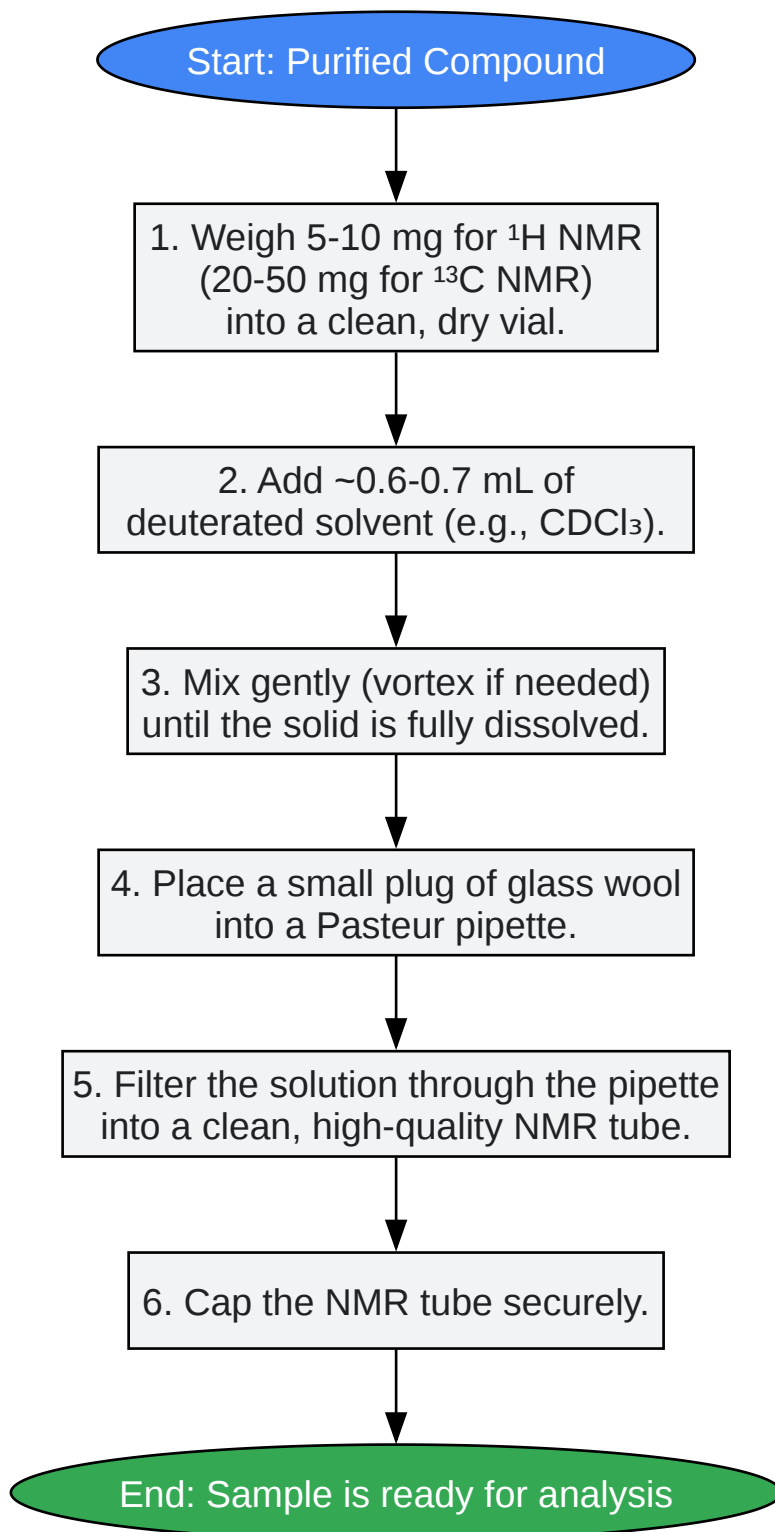 Start: Purified Compound
1. Weigh 5-10 mg for ¹H NMR
(20-50 mg for ¹³C NMR)
into a clean, dry vial.
2. Add ~0.6-0.7 mL of
deuterated solvent (e.g., CDCl₃).
3. Mix gently (vortex if needed)
until the solid is fully dissolved.
4. Place a small plug of glass wool
into a Pasteur pipette.
5. Filter the solution through the pipette
into a clean, high-quality NMR tube.
6. Cap the NMR tube securely.
End: Sample is ready for analysis